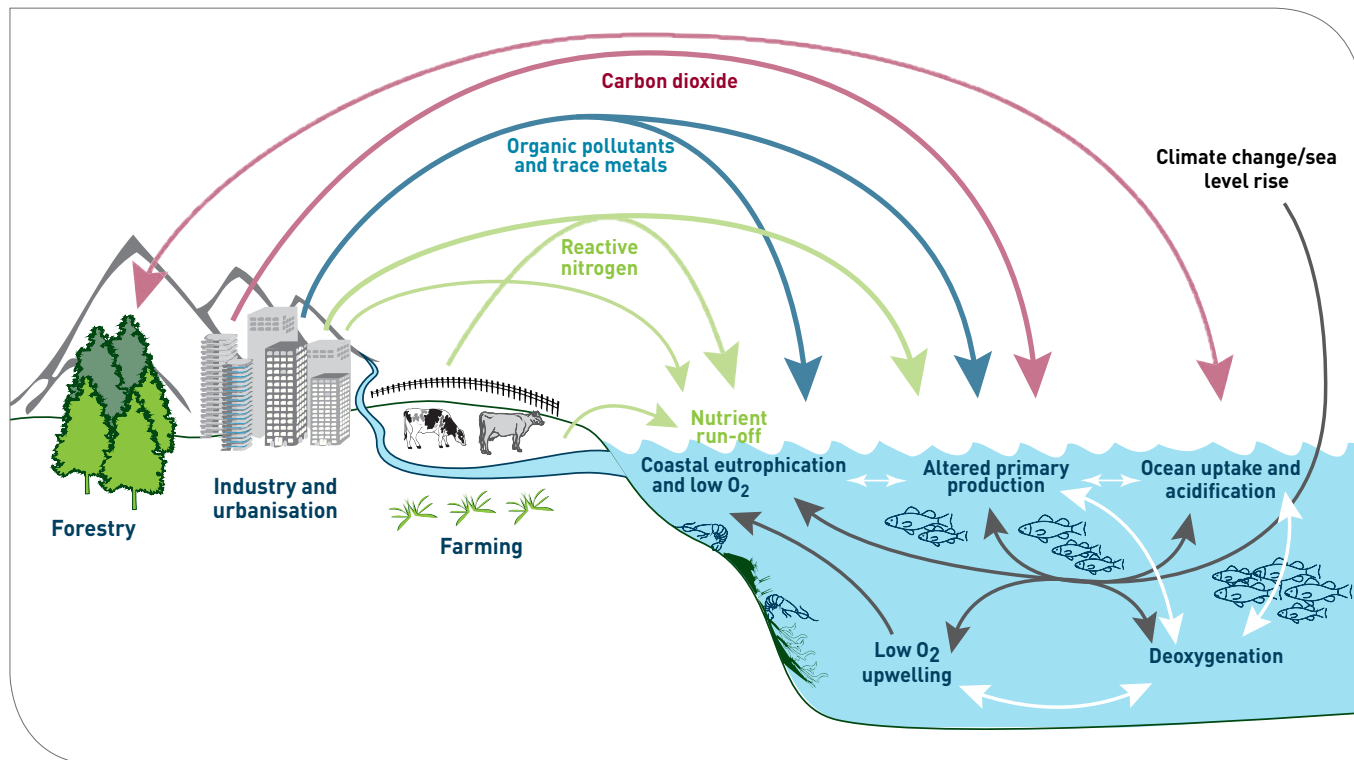 Carbon dioxide
Organic pollutants
and trace metals
Climate change/sea
level rise
Reactive
nitrogen
Nutrient
run-off
Coastal eutrophication
and low O₂
Altered primary
production
Ocean uptake and
acidification
Industry and
urbanisation
Forestry
Farming
Low O₂
upwelling
Deoxygenation